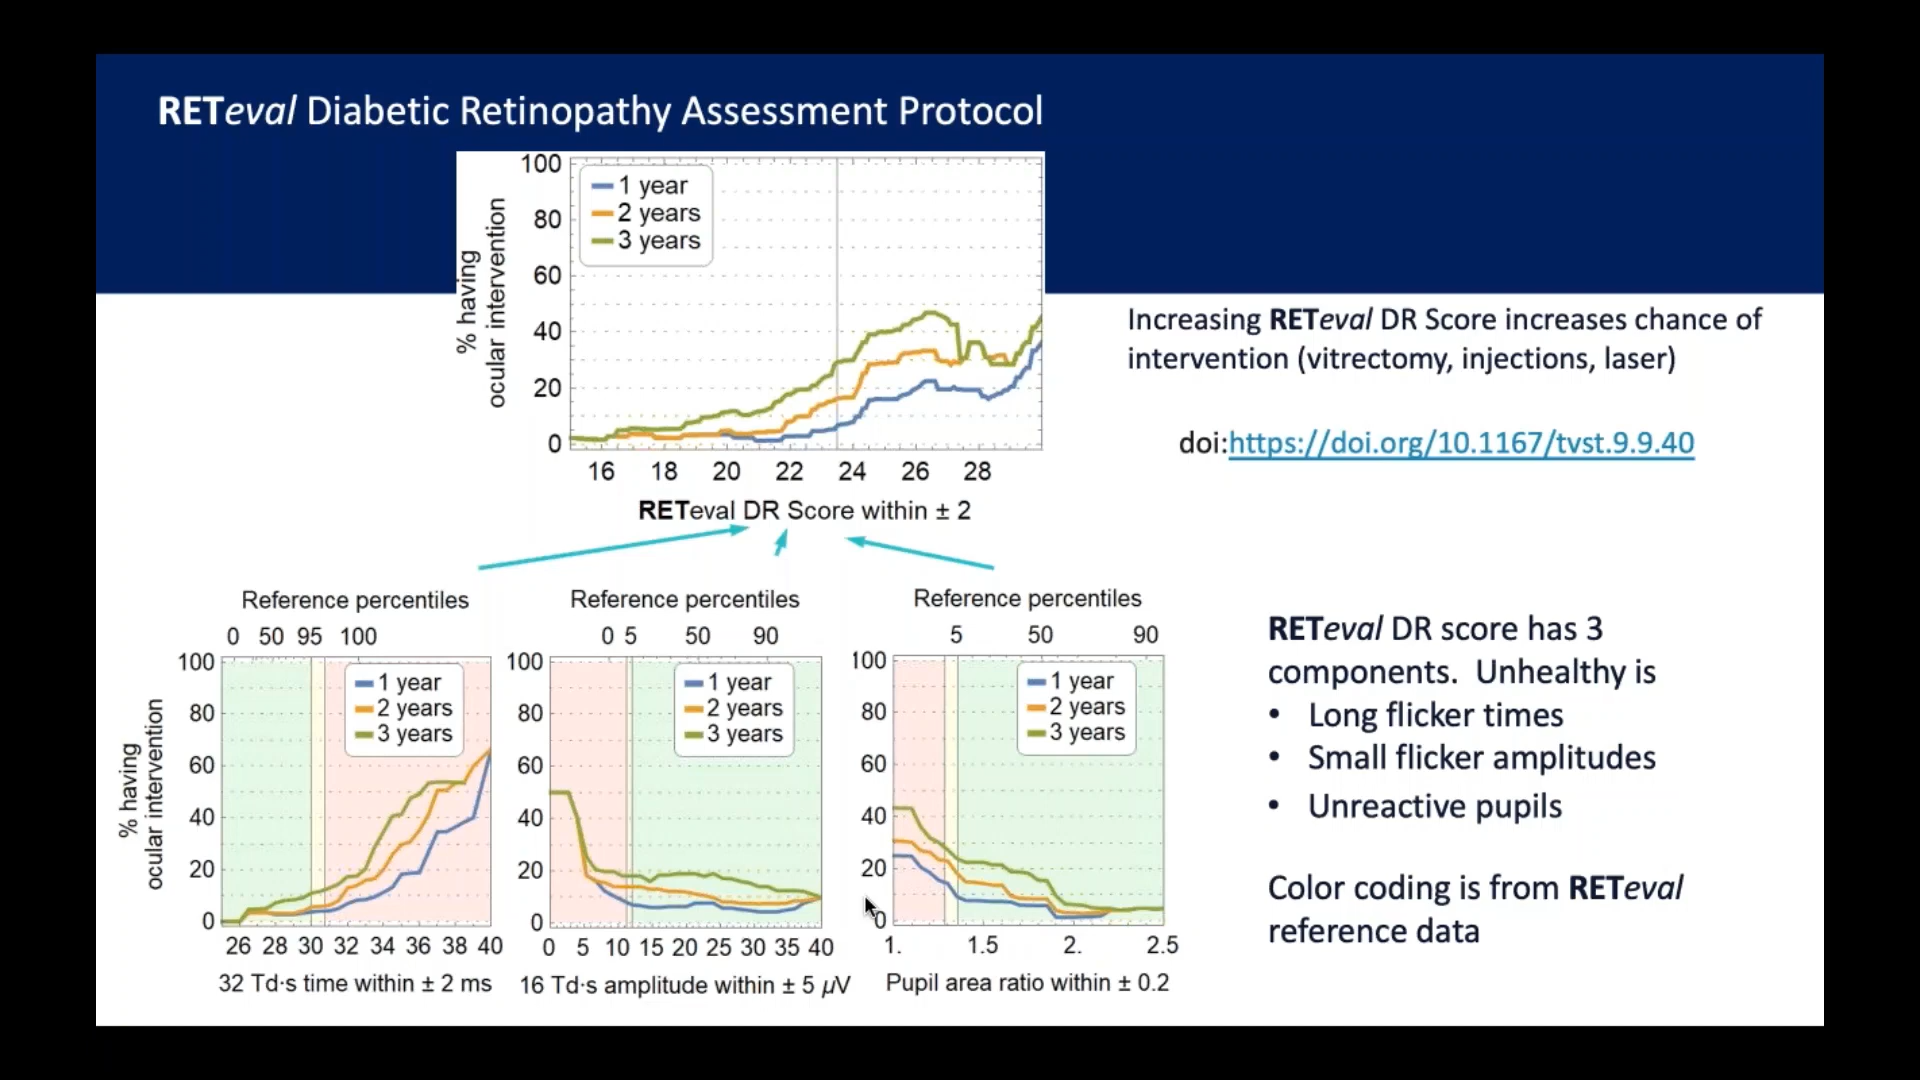 RETeval Diabetic Retinopathy Assessment Protocol
% having
ocular intervention
100
80
60
40
20
0
1 year
2 years
3 years
16 18 20 22 24 26 28
RETeval DR Score within ± 2
Increasing RETeval DR Score increases chance of
intervention (vitrectomy, injections, laser)
doi:https://doi.org/10.1167/tvst.9.9.40
Reference percentiles
0 50 95 100
% having
ocular intervention
100
80
60
40
20
0
1 year
2 years
3 years
26 28 30 32 34 36 38 40
32 Td·s time within ± 2 ms
Reference percentiles
0 5 50 90
100
80
60
40
20
0
1 year
2 years
3 years
0 5 10 15 20 25 30 35 40
16 Td·s amplitude within ± 5 µV
Reference percentiles
5 50 90
100
80
60
40
20
0
1 year
2 years
3 years
1. 1.5 2. 2.5
Pupil area ratio within ± 0.2
RETeval DR score has 3
components. Unhealthy is
• Long flicker times
• Small flicker amplitudes
• Unreactive pupils
Color coding is from RETeval
reference data